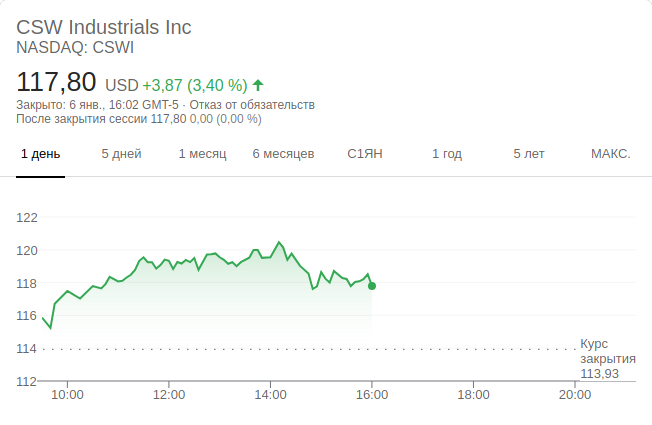 CSW Industrials Inc
NASDAQ: CSWI
117,80 USD +3,87 (3,40 %)
Закрыто: 6 янв., 16:02 GMT-5 · Отказ от обязательств
После закрытия сессии 117,80 0,00 (0,00 %)
1 день 5 дней 1 месяц 6 месяцев С1ЯН 1 год 5 лет МАКС.
122
120
118
116
114
112
Курс
закрытия
113,93
10:00 12:00 14:00 16:00 18:00 20:00